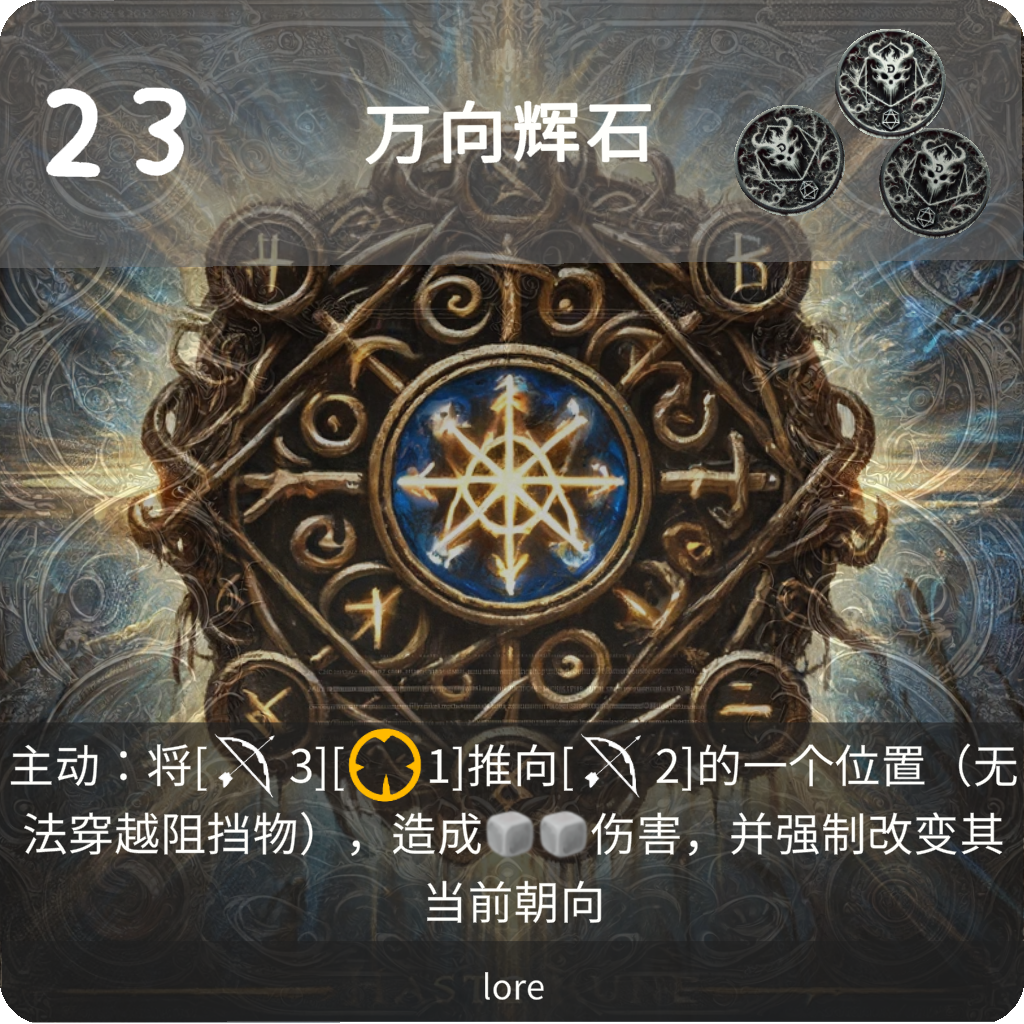 23
万向辉石
主动：将[3][1]推向[2]的一个位置（无
法穿越阻挡物），造成伤害，并强制改变其
当前朝向
lore